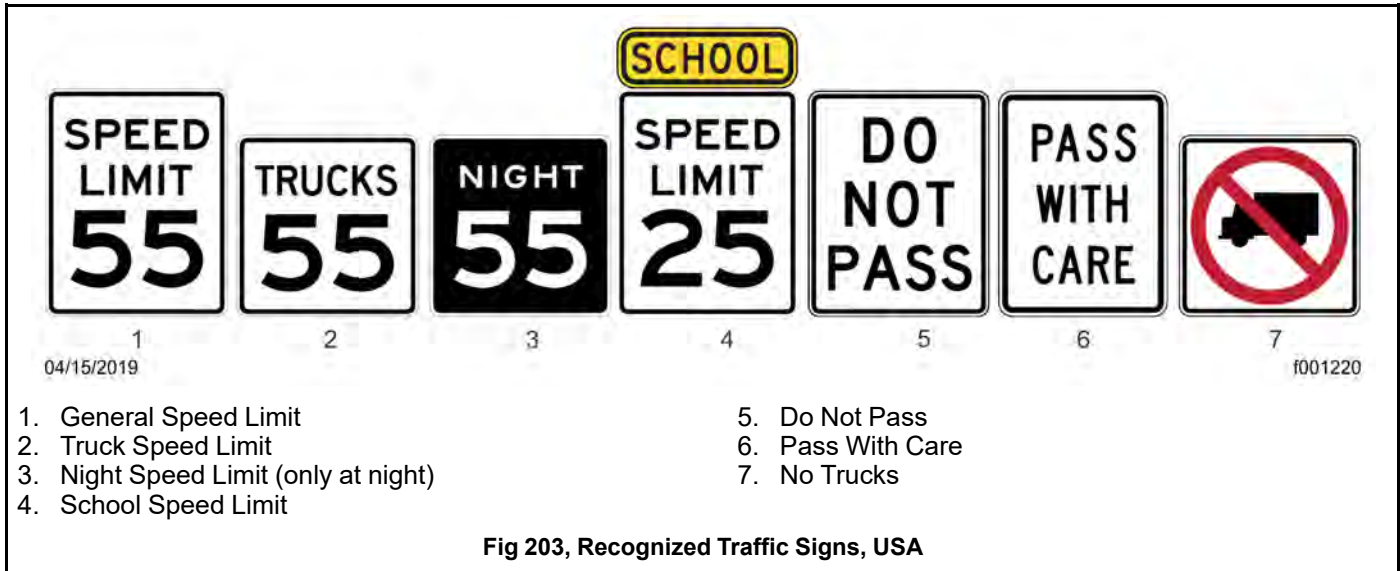 SCHOOL
SPEED
LIMIT
55
TRUCKS
55
NIGHT
55
SPEED
LIMIT
25
DO
NOT
PASS
PASS
WITH
CARE
1
2
3
4
5
6
7
04/15/2019
f001220
1. General Speed Limit
2. Truck Speed Limit
3. Night Speed Limit (only at night)
4. School Speed Limit
5. Do Not Pass
6. Pass With Care
7. No Trucks
Fig 203, Recognized Traffic Signs, USA